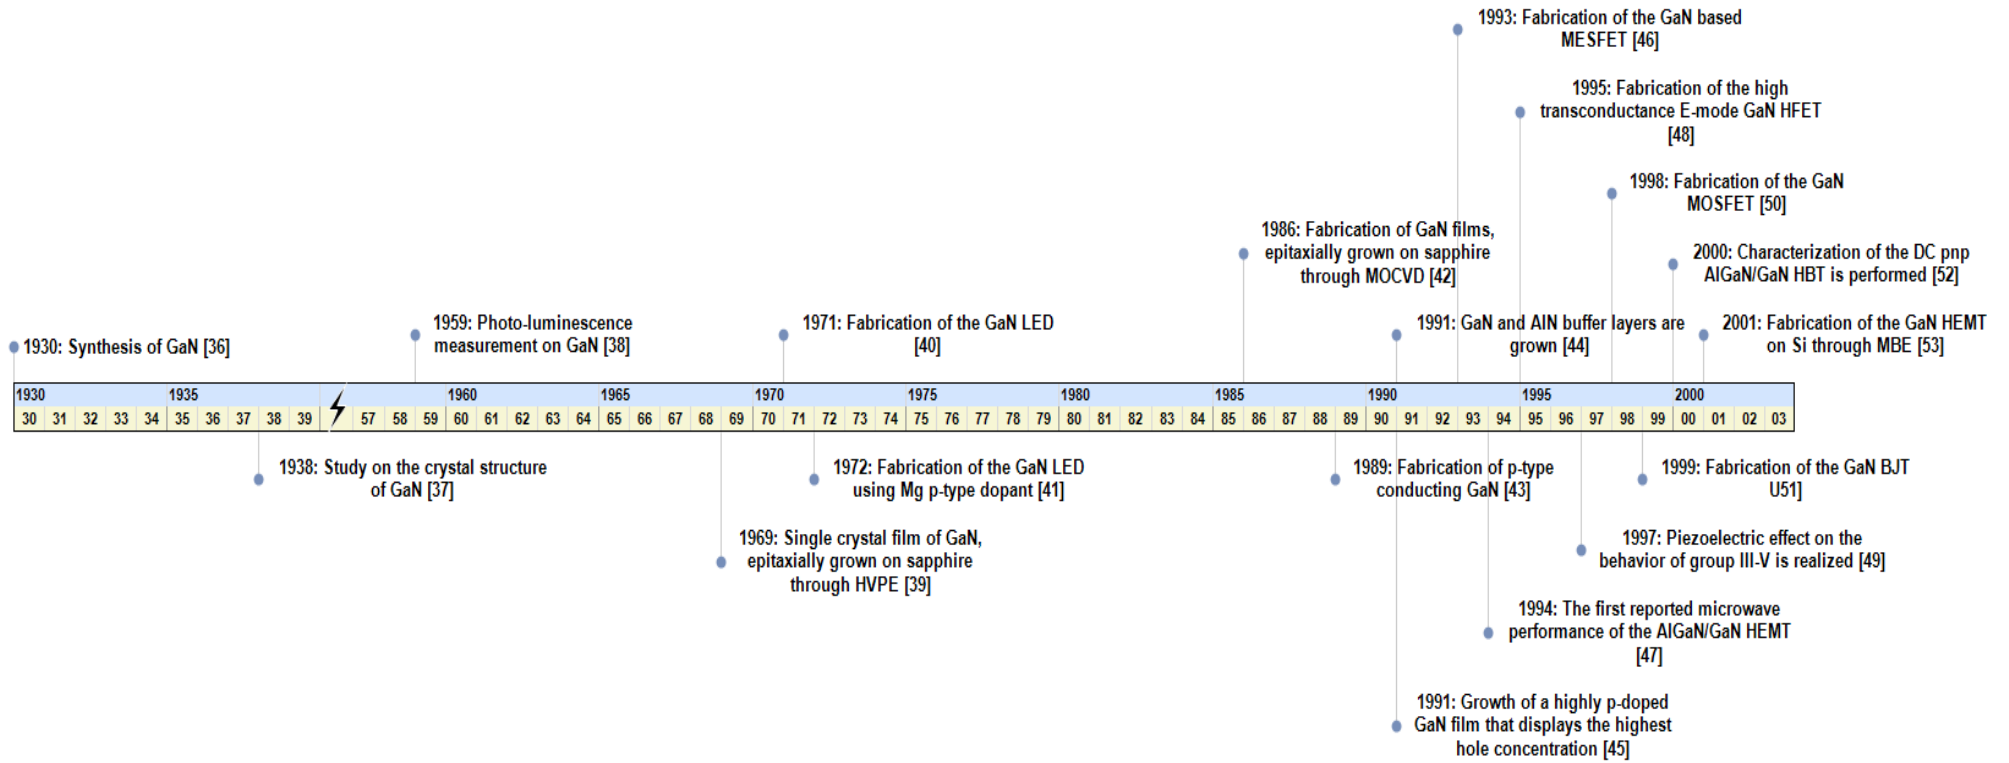 1993: Fabrication of the GaN based
MESFET [46]
1995: Fabrication of the high
transconductance E-mode GaN HFET
[48]
1998: Fabrication of the GaN
MOSFET [50]
1986: Fabrication of GaN films,
epitaxially grown on sapphire
through MOCVD [42]
2000: Characterization of the DC pnp
AlGaN/GaN HBT is performed [52]
1930: Synthesis of GaN [36]
1959: Photo-luminescence
measurement on GaN [38]
1971: Fabrication of the GaN LED
[40]
1991: GaN and AlN buffer layers are
grown [44]
2001: Fabrication of the GaN HEMT
on Si through MBE [53]
1930 1935 1960 1965 1970 1975 1980 1985 1990 1995 2000
30 31 32 33 34 35 36 37 38 39 57 58 59 60 61 62 63 64 65 66 67 68 69 70 71 72 73 74 75 76 77 78 79 80 81 82 83 84 85 86 87 88 89 90 91 92 93 94 95 96 97 98 99 00 01 02 03
1938: Study on the crystal structure
of GaN [37]
1972: Fabrication of the GaN LED
using Mg p-type dopant [41]
1989: Fabrication of p-type
conducting GaN [43]
1999: Fabrication of the GaN BJT
U51]
1969: Single crystal film of GaN,
epitaxially grown on sapphire
through HVPE [39]
1997: Piezoelectric effect on the
behavior of group III-V is realized [49]
1994: The first reported microwave
performance of the AlGaN/GaN HEMT
[47]
1991: Growth of a highly p-doped
GaN film that displays the highest
hole concentration [45]